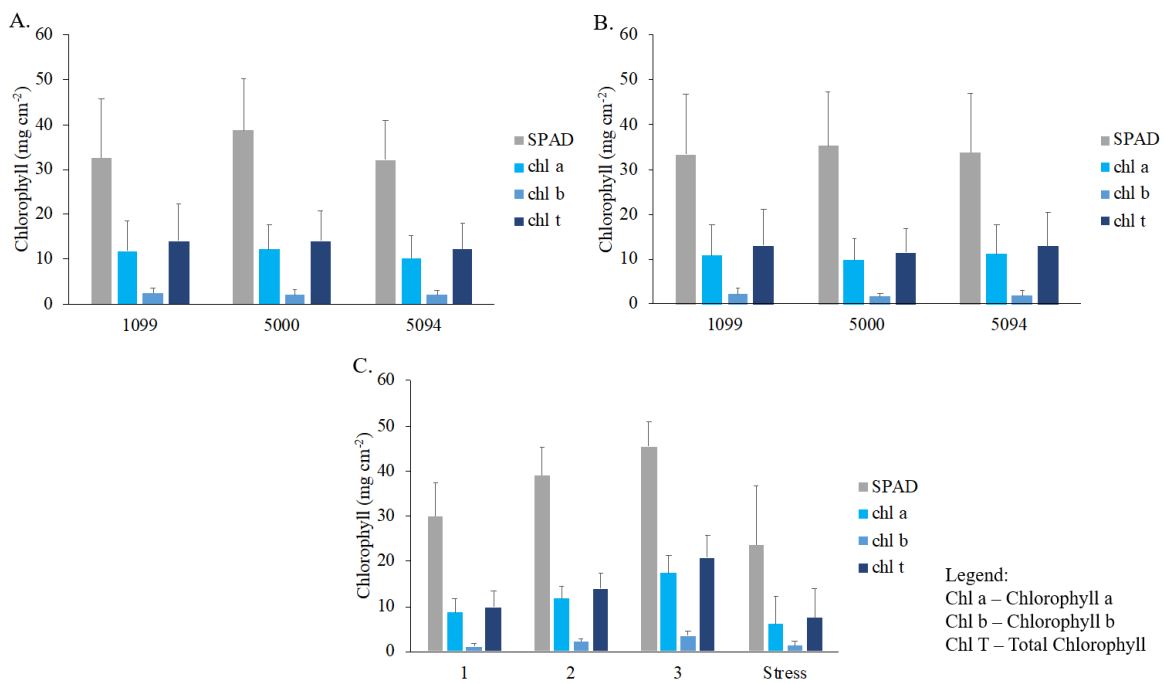 A.
Chlorophyll (mg cm-2)
60
50
40
30
20
10
0
1099
5000
5094
SPAD
chl a
chl b
chl t
B.
Chlorophyll (mg cm-2)
60
50
40
30
20
10
0
1099
5000
5094
SPAD
chl a
chl b
chl t
C.
Chlorophyll (mg cm-2)
60
50
40
30
20
10
0
1
2
3
Stress
SPAD
chl a
chl b
chl t
Legend:
Chl a – Chlorophyll a
Chl b – Chlorophyll b
Chl T – Total Chlorophyll